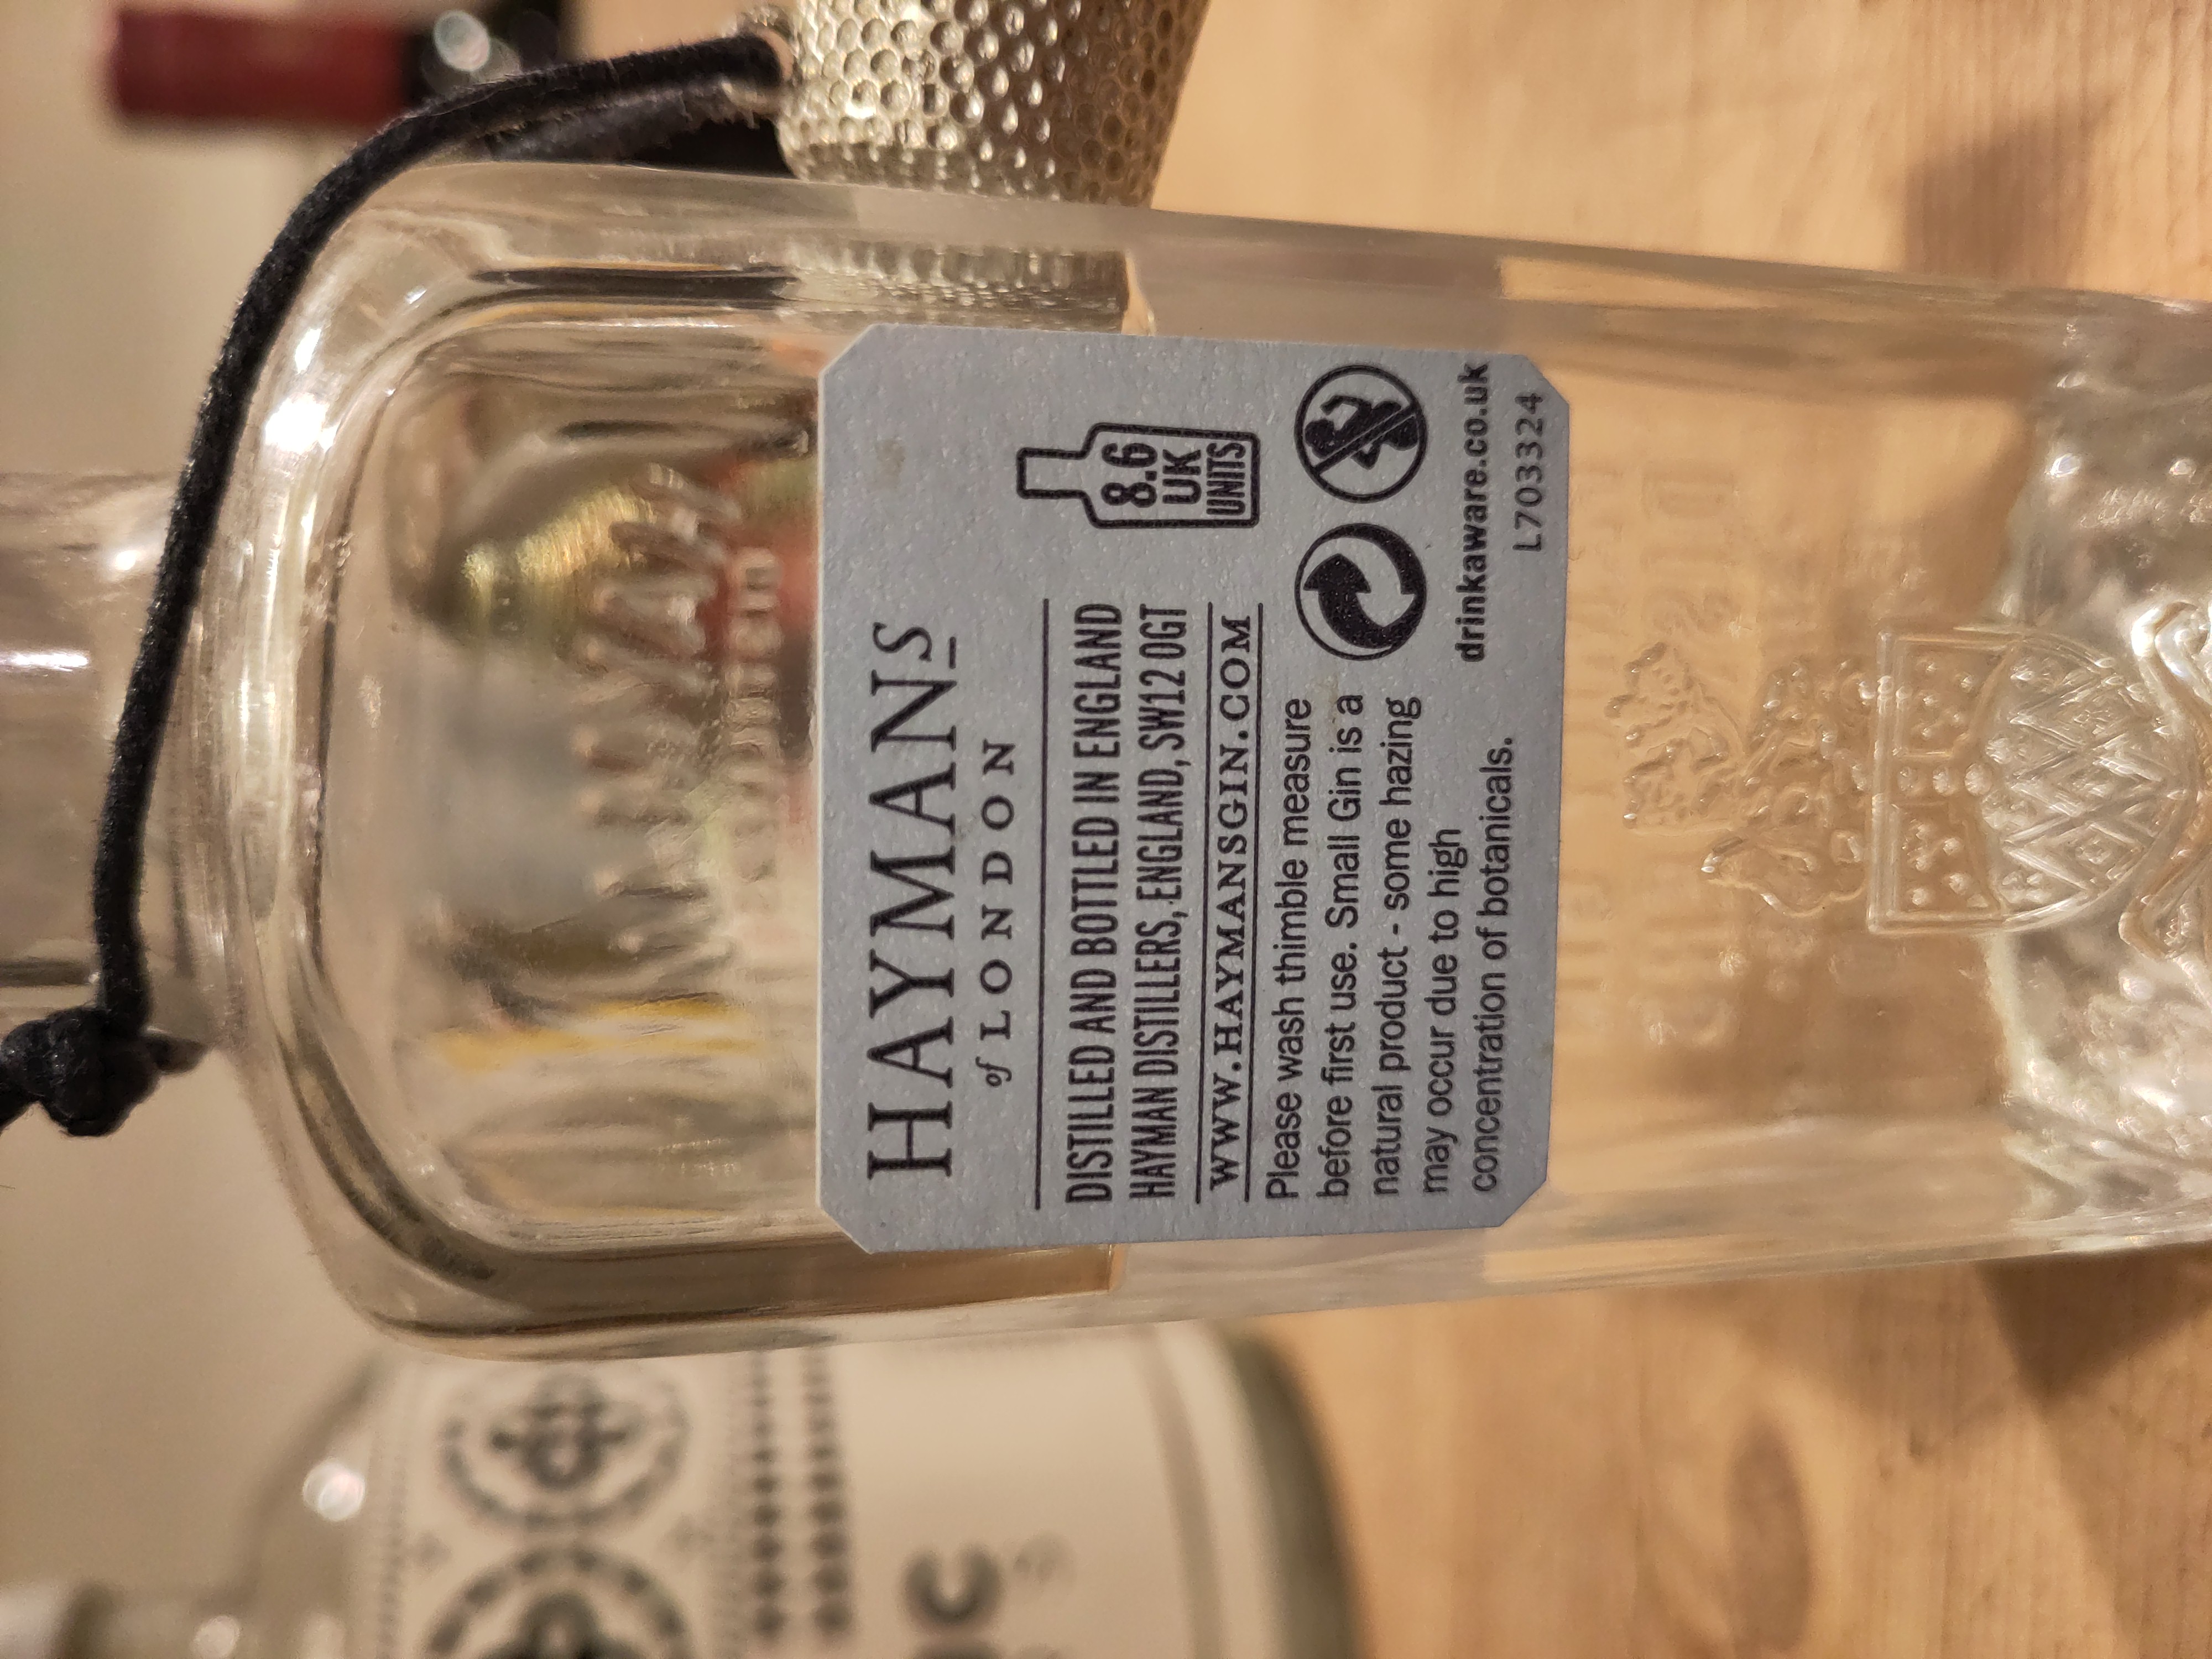 HAYMANS
of LONDON
DISTILLED AND BOTTLED IN ENGLAND
HAYMAN DISTILLERS, ENGLAND, SW12 0GT
WWW.HAYMANSGIN.COM
8.6
UK
UNITS
Please wash thimble measure
before first use. Small Gin is a
natural product - some hazing
may occur due to high
concentration of botanicals.
drinkaware.co.uk
L7033324